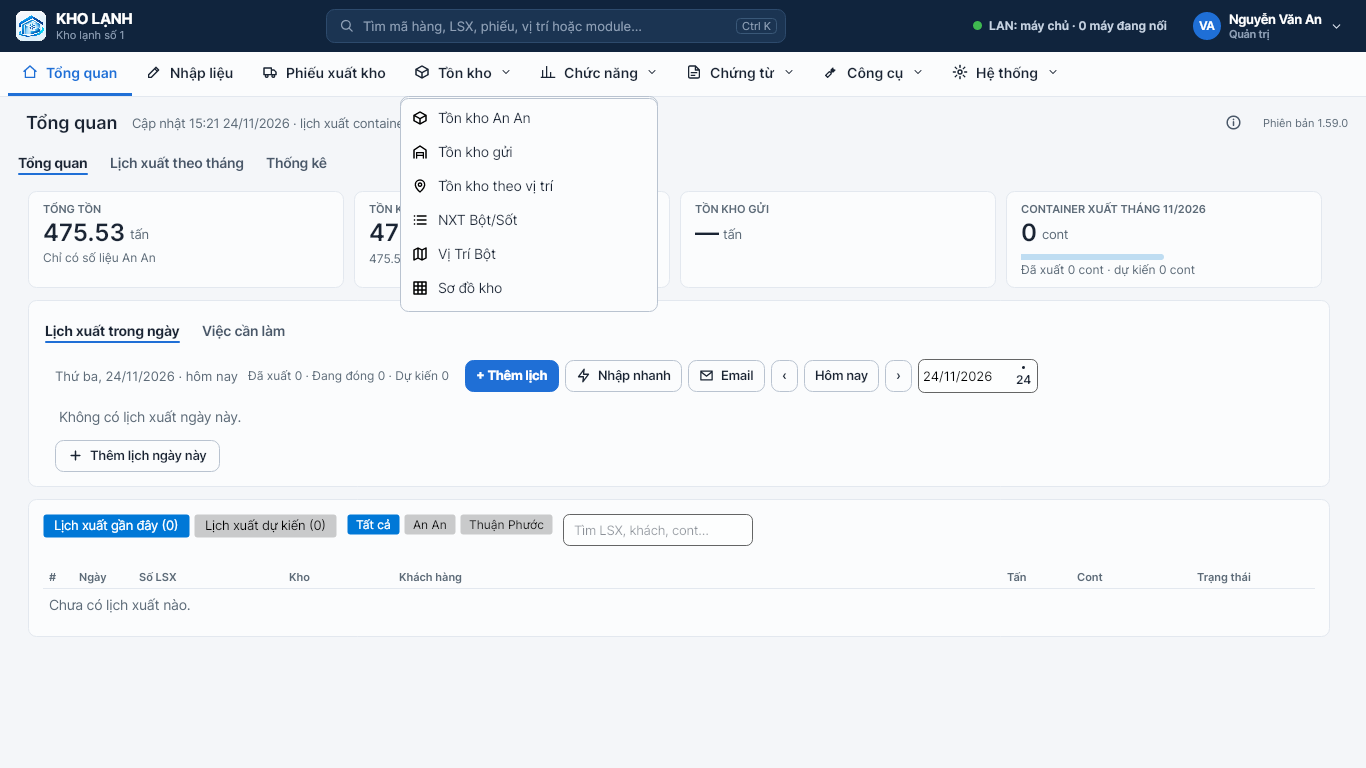 KHO LẠNH
Kho lạnh số 1
Tìm mã hàng, LSX, phiếu, vị trí hoặc module...
Ctrl K
LAN: máy chủ · 0 máy đang nối
VA
Nguyễn Văn An
Quản trị
Tổng quan
Nhập liệu
Phiếu xuất kho
Tồn kho
Chức năng
Chứng từ
Công cụ
Hệ thống
Tổng quan
Cập nhật 15:21 24/11/2026 · lịch xuất containe
Phiên bản 1.59.0
Tồn kho An An
Tồn kho gửi
Tồn kho theo vị trí
NXT Bột/Sốt
Vị Trí Bột
Sơ đồ kho
Tổng quan
Lịch xuất theo tháng
Thống kê
TỔNG TỒN
475.53 tấn
Chỉ có số liệu An An
TỒN K
47
475.5
TỒN KHO GỬI
— tấn
CONTAINER XUẤT THÁNG 11/2026
0 cont
Đã xuất 0 cont · dự kiến 0 cont
Lịch xuất trong ngày
Việc cần làm
Thứ ba, 24/11/2026 · hôm nay
Đã xuất 0 · Đang đóng 0 · Dự kiến 0
+ Thêm lịch
Nhập nhanh
Email
‹
Hôm nay
›
24/11/2026
24
Không có lịch xuất ngày này.
+ Thêm lịch ngày này
Lịch xuất gần đây (0)
Lịch xuất dự kiến (0)
Tất cả
An An
Thuận Phước
Tìm LSX, khách, cont...
# Ngày Số LSX Kho Khách hàng Tấn Cont Trạng thái
Chưa có lịch xuất nào.